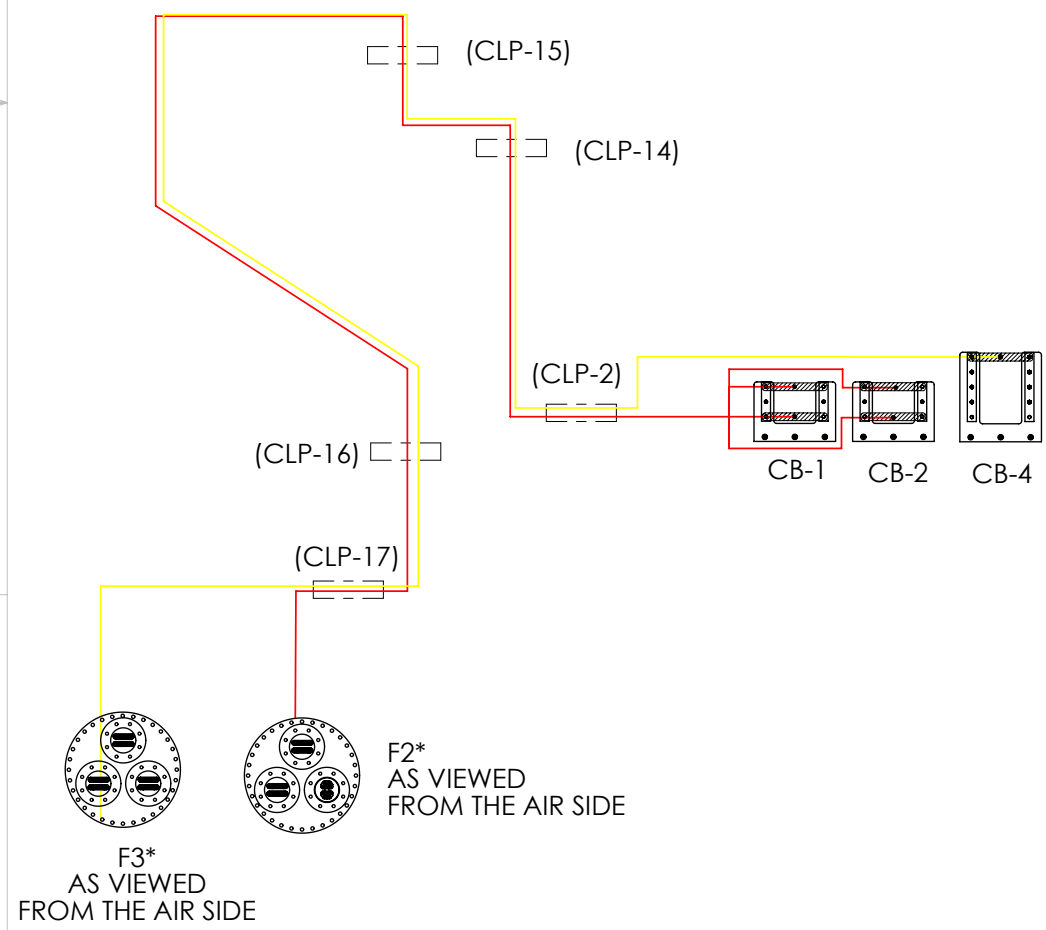 (CLP-15)
(CLP-14)
(CLP-2)
CB-1
CB-2
CB-4
(CLP-16)
(CLP-17)
F2*
AS VIEWED
FROM THE AIR SIDE
F3*
AS VIEWED
FROM THE AIR SIDE